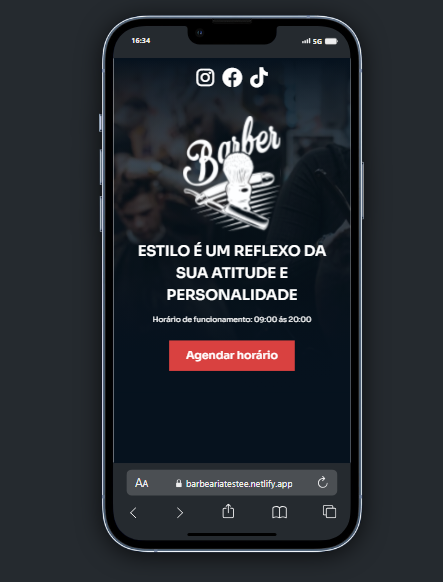 16:34
5G
Barber
ESTILO É UM REFLEXO DA
SUA ATITUDE E
PERSONALIDADE
Horário de funcionamento: 09:00 ás 20:00
Agendar horário
AA
barbeariatestee.netlify.app